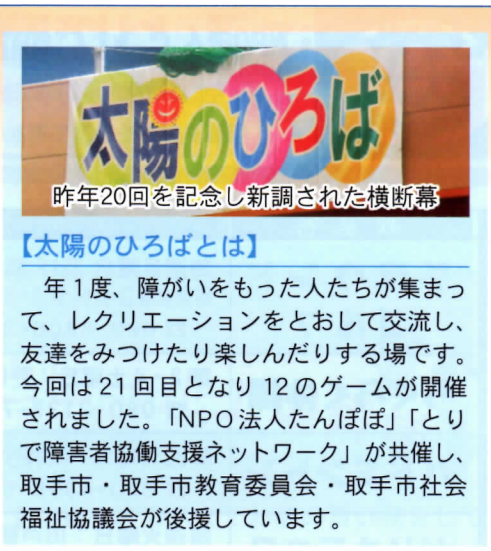 太陽のひろば
昨年20回を記念し新調された横断幕
【太陽のひろばとは】
　年1度、障がいをもった人たちが集まっ
て、レクリエーションをとおして交流し、
友達をみつけたり楽しんだりする場です。
今回は21回目となり12のゲームが開催
されました。「NPO法人たんぽぽ」「とり
で障害者協働支援ネットワーク」が共催し、
取手市・取手市教育委員会・取手市社会
福祉協議会が後援しています。